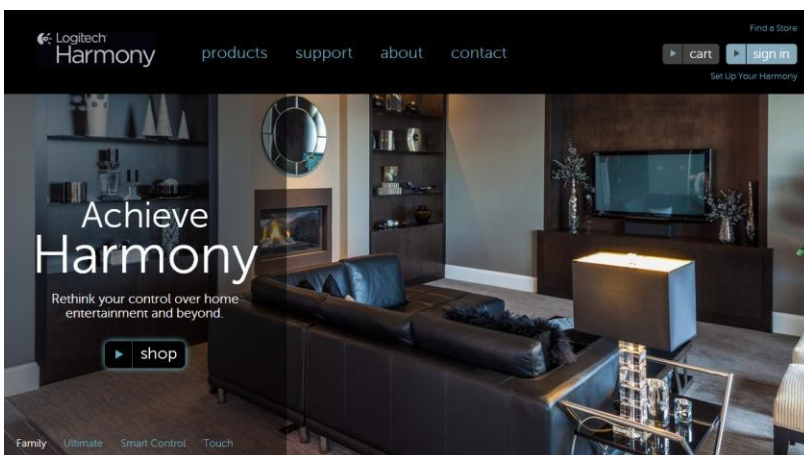 Find a Store
Logitech
Harmony
products support about contact
cart
sign in
Set Up Your Harmony
Achieve
Harmony
Rethink your control over home
entertainment and beyond.
shop
Family Ultimate Smart Control Touch